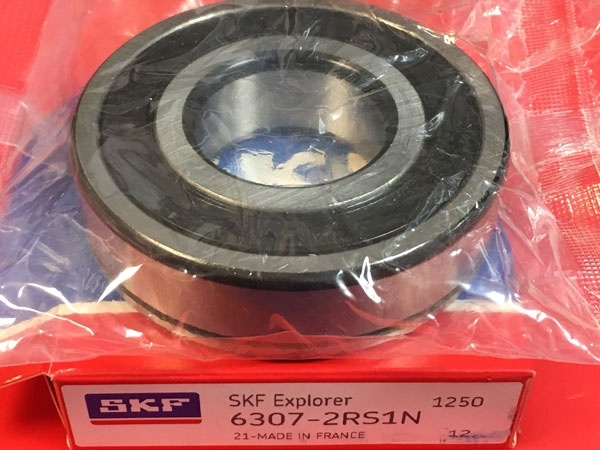 SKF
SKF Explorer 1250
6307-2RS1N
21-MADE IN FRANCE 12